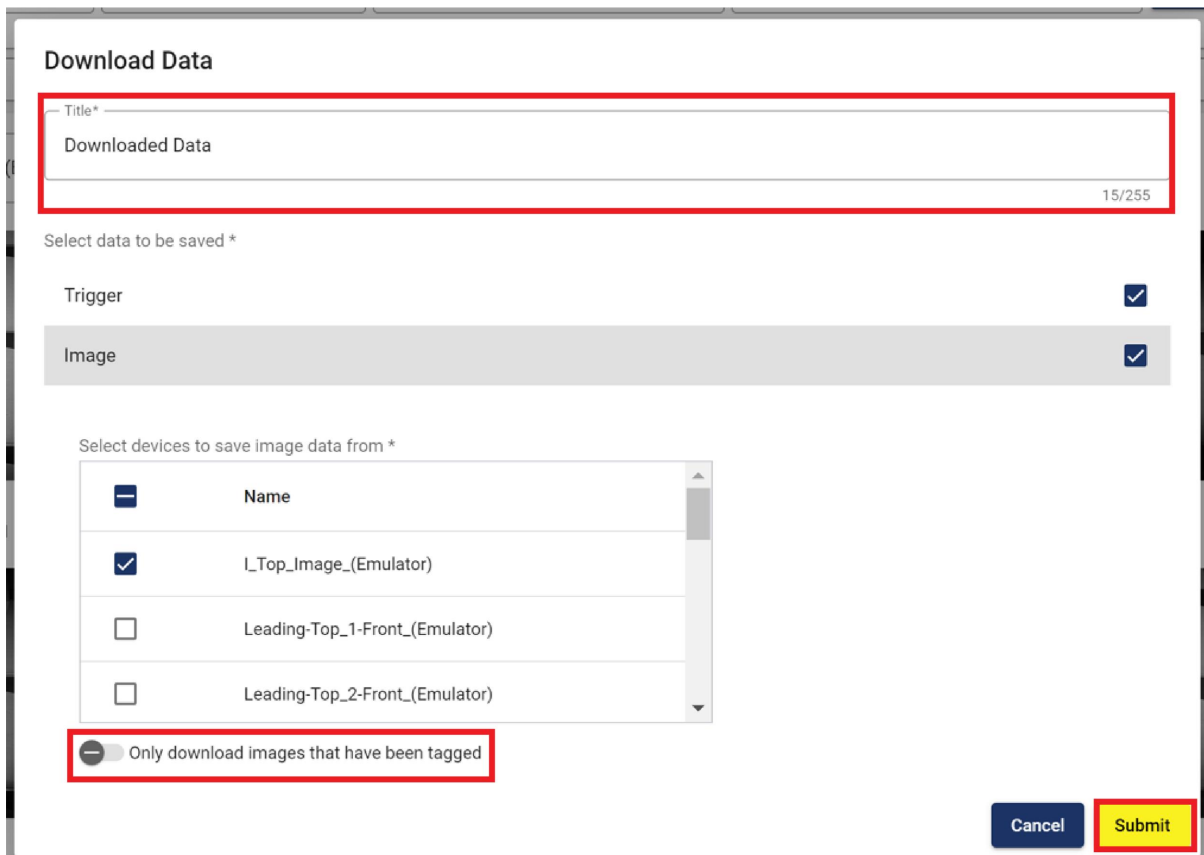 Download Data
Title*
Downloaded Data
15/255
Select data to be saved *
Trigger
Image
Select devices to save image data from *
Name
I_Top_Image_(Emulator)
Leading-Top_1-Front_(Emulator)
Leading-Top_2-Front_(Emulator)
Only download images that have been tagged
Cancel Submit